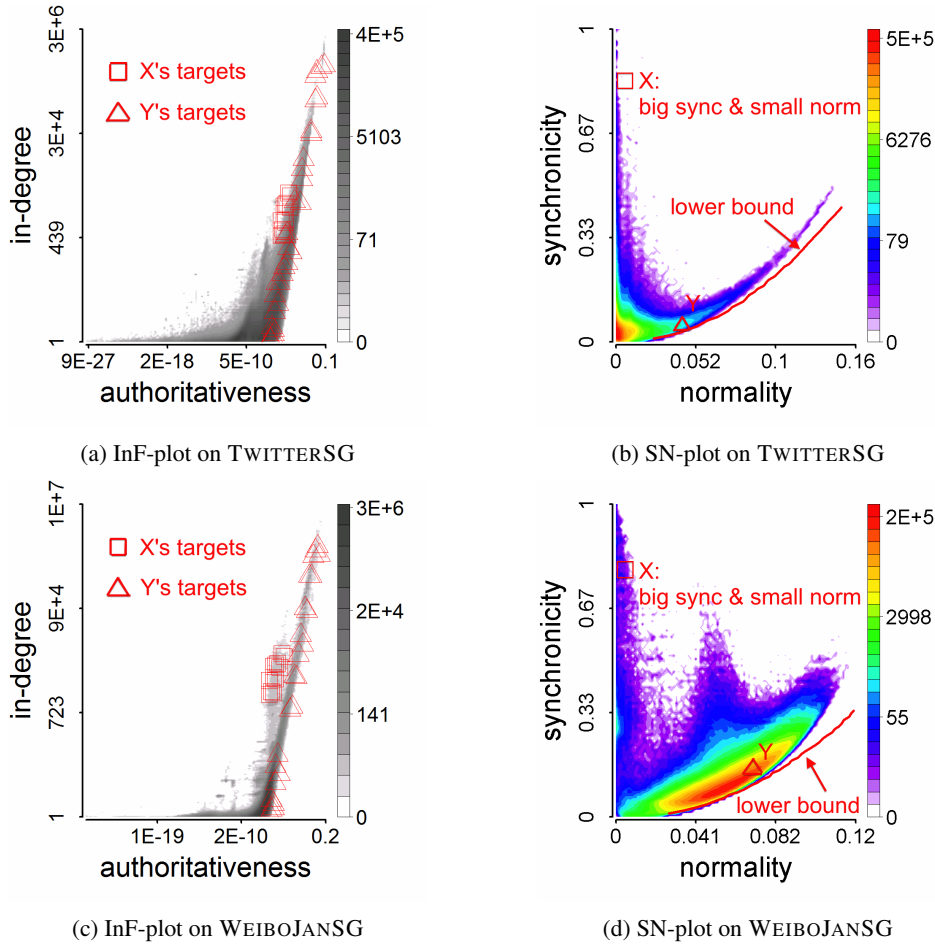 3E+6
3E+4
439
1
in-degree
X's targets
Y's targets
4E+5
5103
71
0
9E-27
2E-18
5E-10
0.1
authoritativeness
(a) InF-plot on TWITTERSG
1
0.67
0.33
0
synchronicity
X:
big sync & small norm
lower bound
Y
5E+5
6276
79
0
0
0.052
0.1
0.16
normality
(b) SN-plot on TWITTERSG
1E+7
9E+4
723
1
in-degree
X's targets
Y's targets
3E+6
2E+4
141
0
1E-19
2E-10
0.2
authoritativeness
(c) InF-plot on WEIBOJANSG
1
0.67
0.33
0
synchronicity
X:
big sync & small norm
Y
lower bound
2E+5
2998
55
0
0
0.041
0.082
0.12
normality
(d) SN-plot on WEIBOJANSG